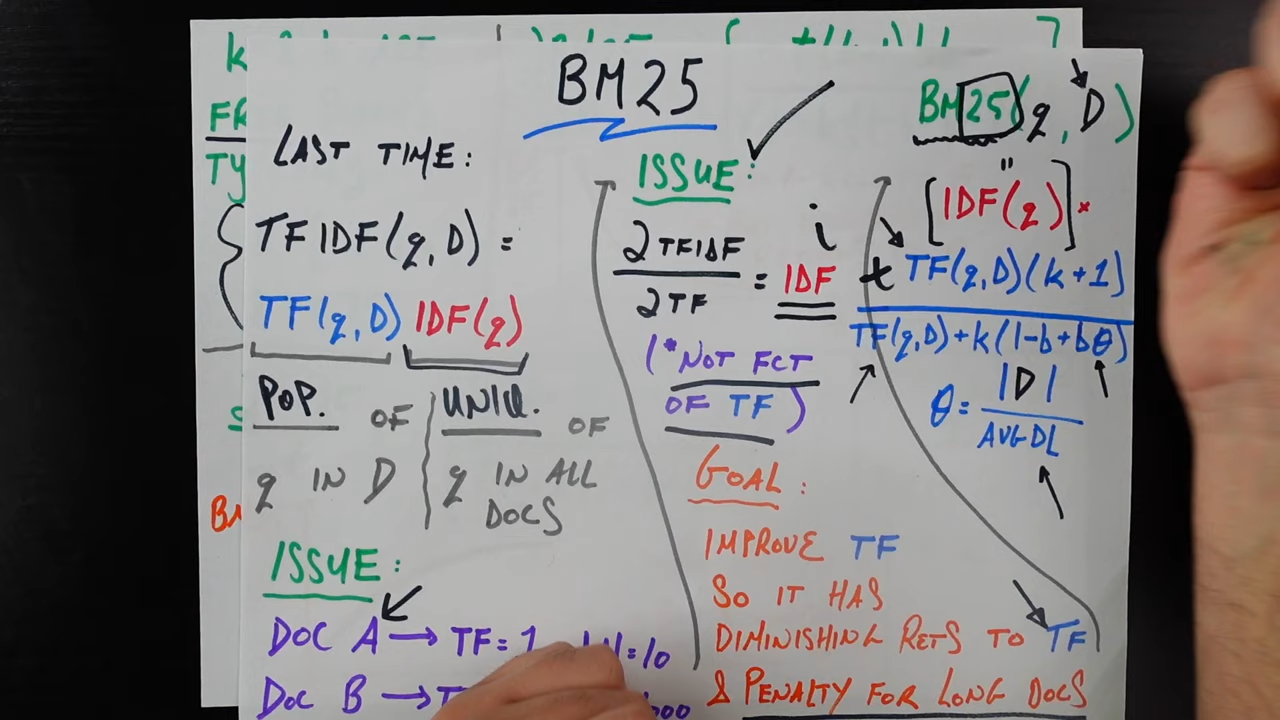 BM25
LAST TIME:
TFIDF(q,D) =
TF(q,D) IDF(q)
POP. OF
q IN D
UNIQ. OF
q IN ALL
DOCS
ISSUE:
DOC A → TF=1 =10
DOC B →
ISSUE:
∂TFIDF
∂TF
= IDF
(*NOT FCT
OF TF)
GOAL:
IMPROVE TF
SO IT HAS
DIMINISHING RETS TO TF
& PENALTY FOR LONG DOCS
BM25(q,D)
"
[IDF(q)]×
TF(q,D)(k+1)
TF(q,D)+k(1-b+bθ)
θ = |D|
AVGDL